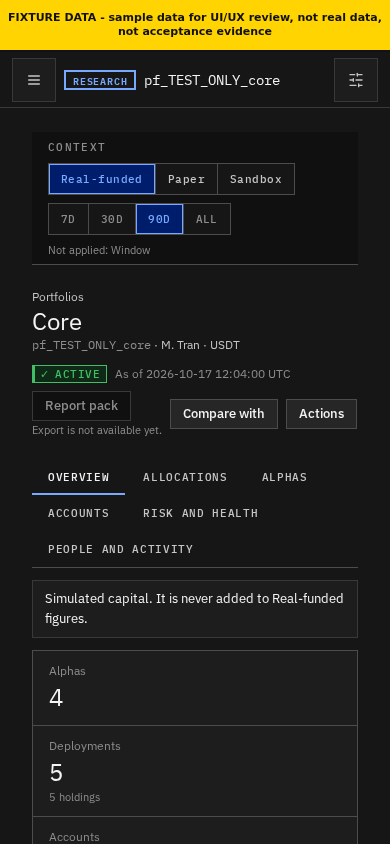 FIXTURE DATA - sample data for UI/UX review, not real data,
not acceptance evidence
RESEARCH pf_TEST_ONLY_core
CONTEXT
Real-funded Paper Sandbox
7D 30D 90D ALL
Not applied: Window
Portfolios
Core
pf_TEST_ONLY_core · M. Tran · USDT
✓ ACTIVE As of 2026-10-17 12:04:00 UTC
Report pack Compare with Actions
Export is not available yet.
OVERVIEW ALLOCATIONS ALPHAS
ACCOUNTS RISK AND HEALTH
PEOPLE AND ACTIVITY
Simulated capital. It is never added to Real-funded
figures.
Alphas
4
Deployments
5
5 holdings
Accounts